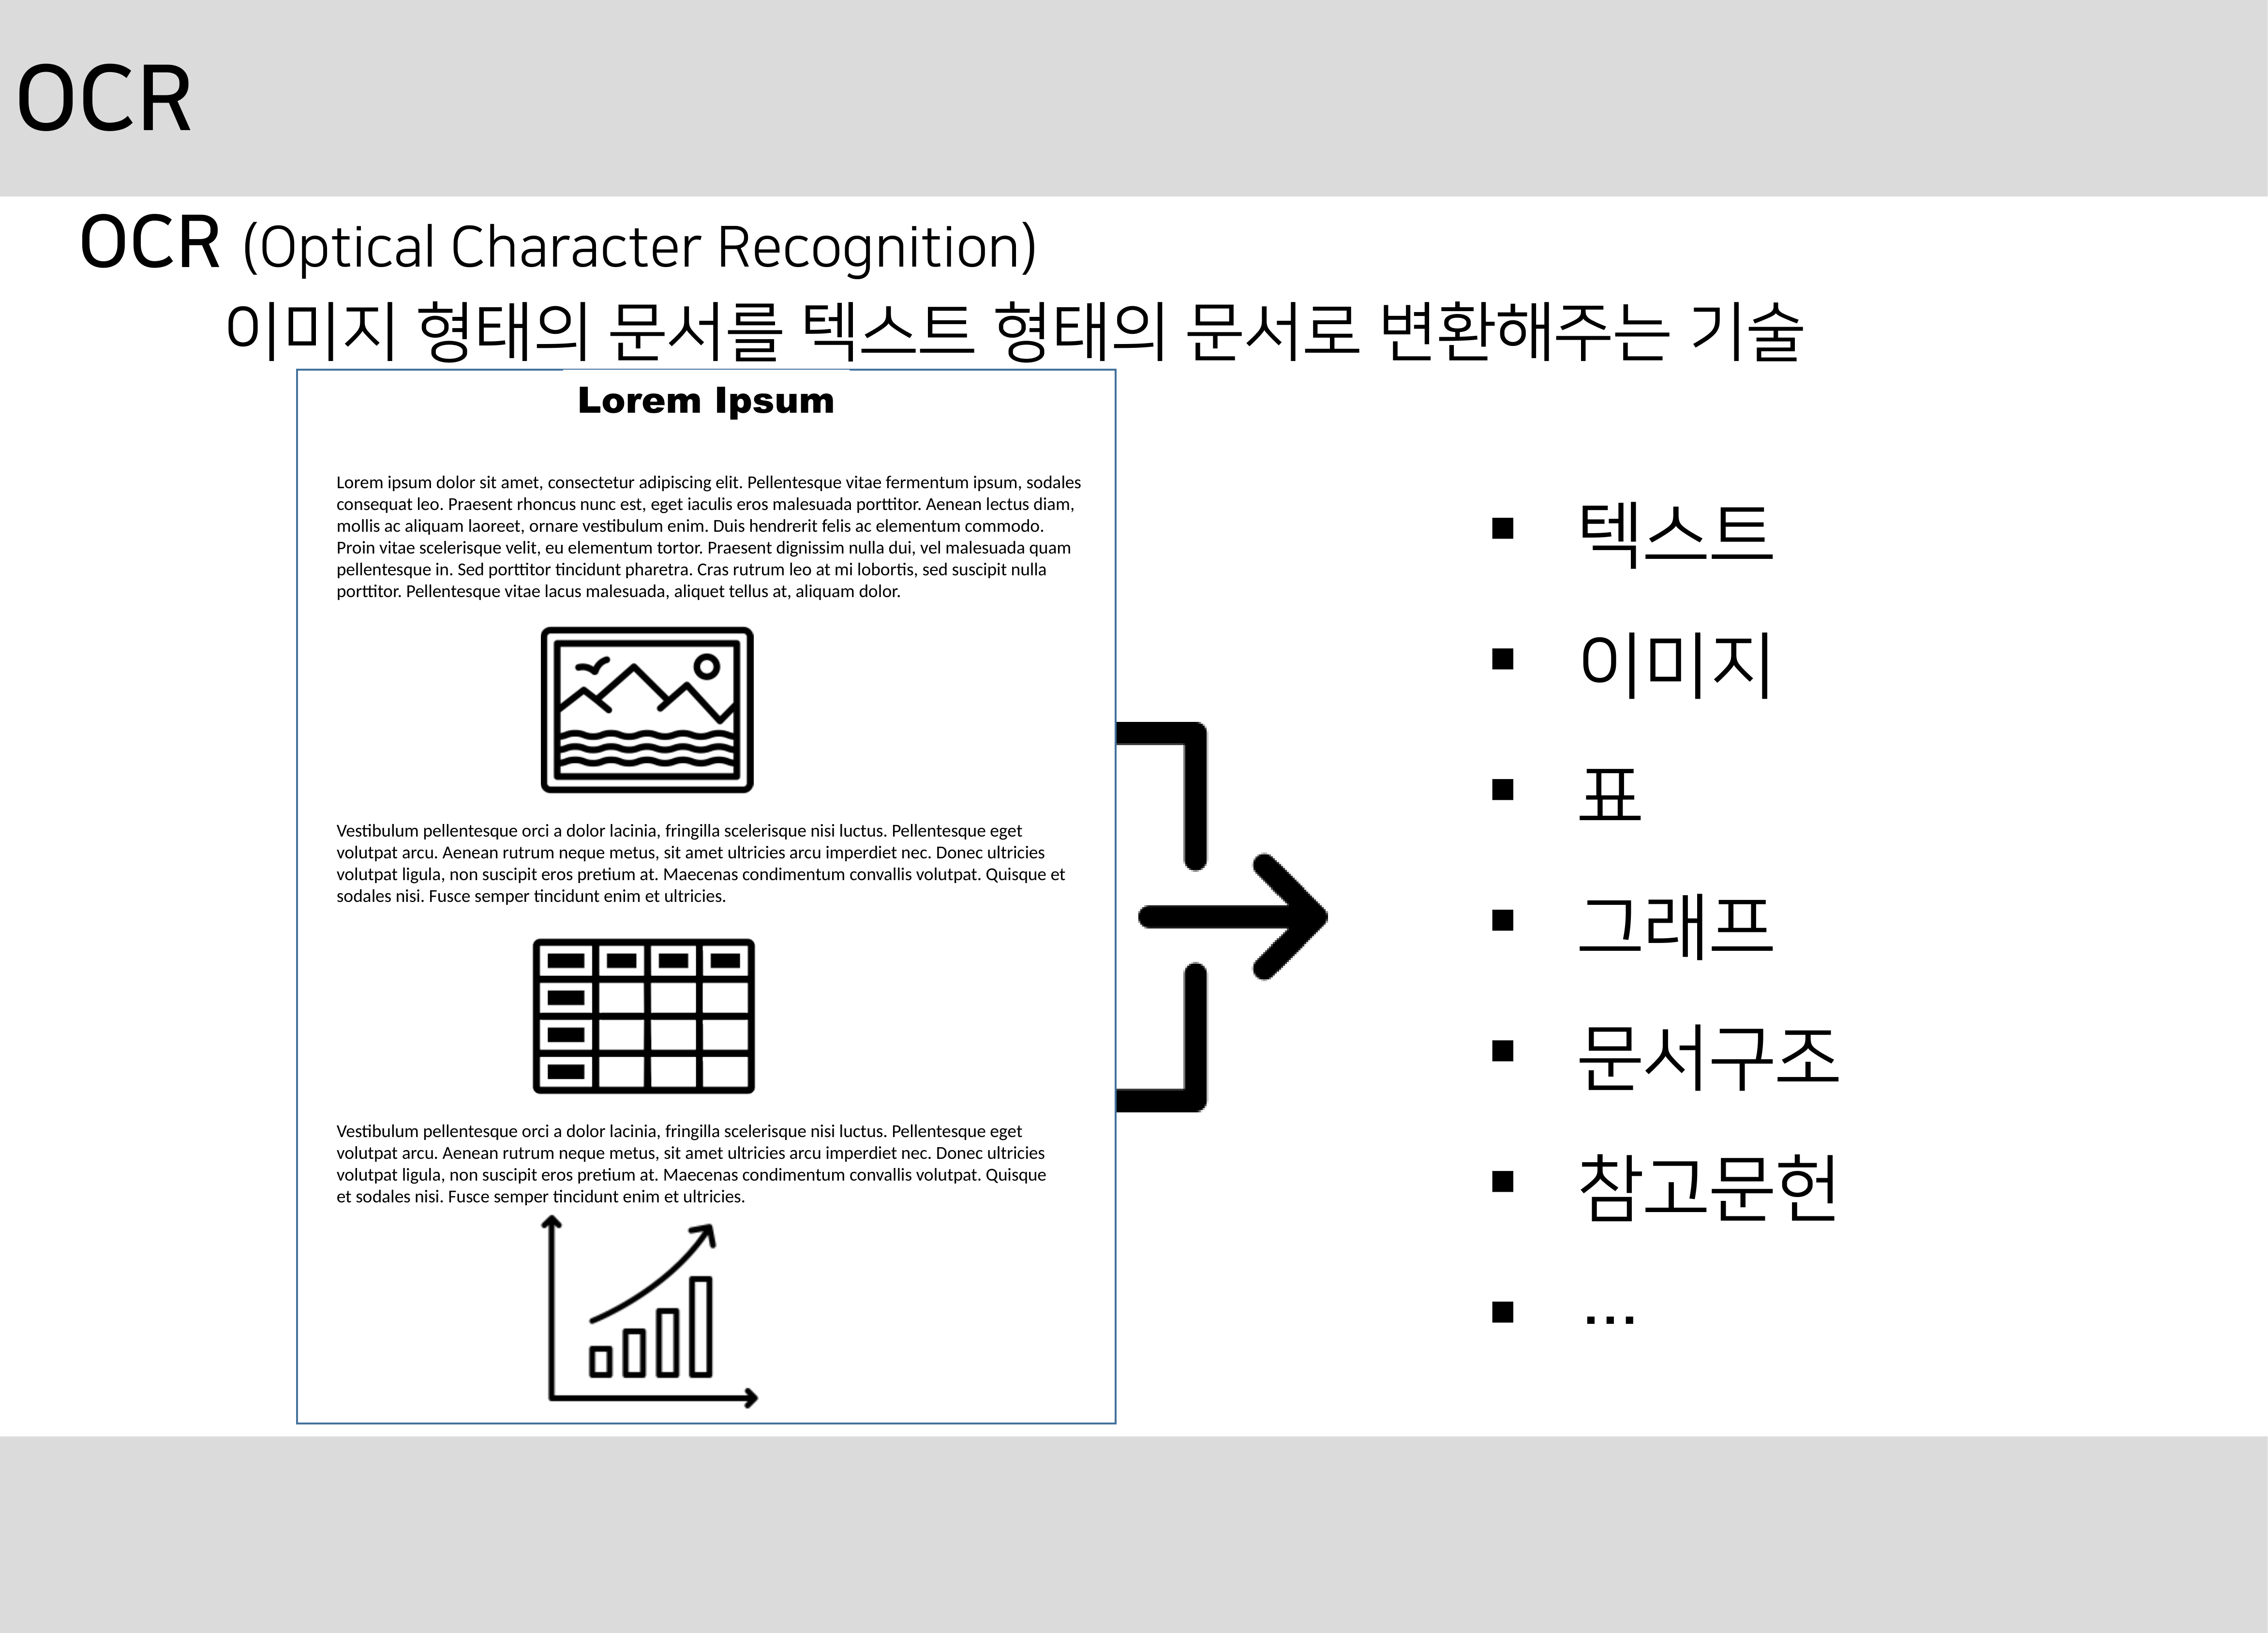 OCR
OCR (Optical Character Recognition)
이미지 형태의 문서를 텍스트 형태의 문서로 변환해주는 기술
Lorem Ipsum
Lorem ipsum dolor sit amet, consectetur adipiscing elit. Pellentesque vitae fermentum ipsum, sodales
consequat leo. Praesent rhoncus nunc est, eget iaculis eros malesuada porttitor. Aenean lectus diam,
mollis ac aliquam laoreet, ornare vestibulum enim. Duis hendrerit felis ac elementum commodo.
Proin vitae scelerisque velit, eu elementum tortor. Praesent dignissim nulla dui, vel malesuada quam
pellentesque in. Sed porttitor tincidunt pharetra. Cras rutrum leo at mi lobortis, sed suscipit nulla
porttitor. Pellentesque vitae lacus malesuada, aliquet tellus at, aliquam dolor.
Vestibulum pellentesque orci a dolor lacinia, fringilla scelerisque nisi luctus. Pellentesque eget
volutpat arcu. Aenean rutrum neque metus, sit amet ultricies arcu imperdiet nec. Donec ultricies
volutpat ligula, non suscipit eros pretium at. Maecenas condimentum convallis volutpat. Quisque et
sodales nisi. Fusce semper tincidunt enim et ultricies.
Vestibulum pellentesque orci a dolor lacinia, fringilla scelerisque nisi luctus. Pellentesque eget
volutpat arcu. Aenean rutrum neque metus, sit amet ultricies arcu imperdiet nec. Donec ultricies
volutpat ligula, non suscipit eros pretium at. Maecenas condimentum convallis volutpat. Quisque
et sodales nisi. Fusce semper tincidunt enim et ultricies.
▪ 텍스트
▪ 이미지
▪ 표
▪ 그래프
▪ 문서구조
▪ 참고문헌
▪ …